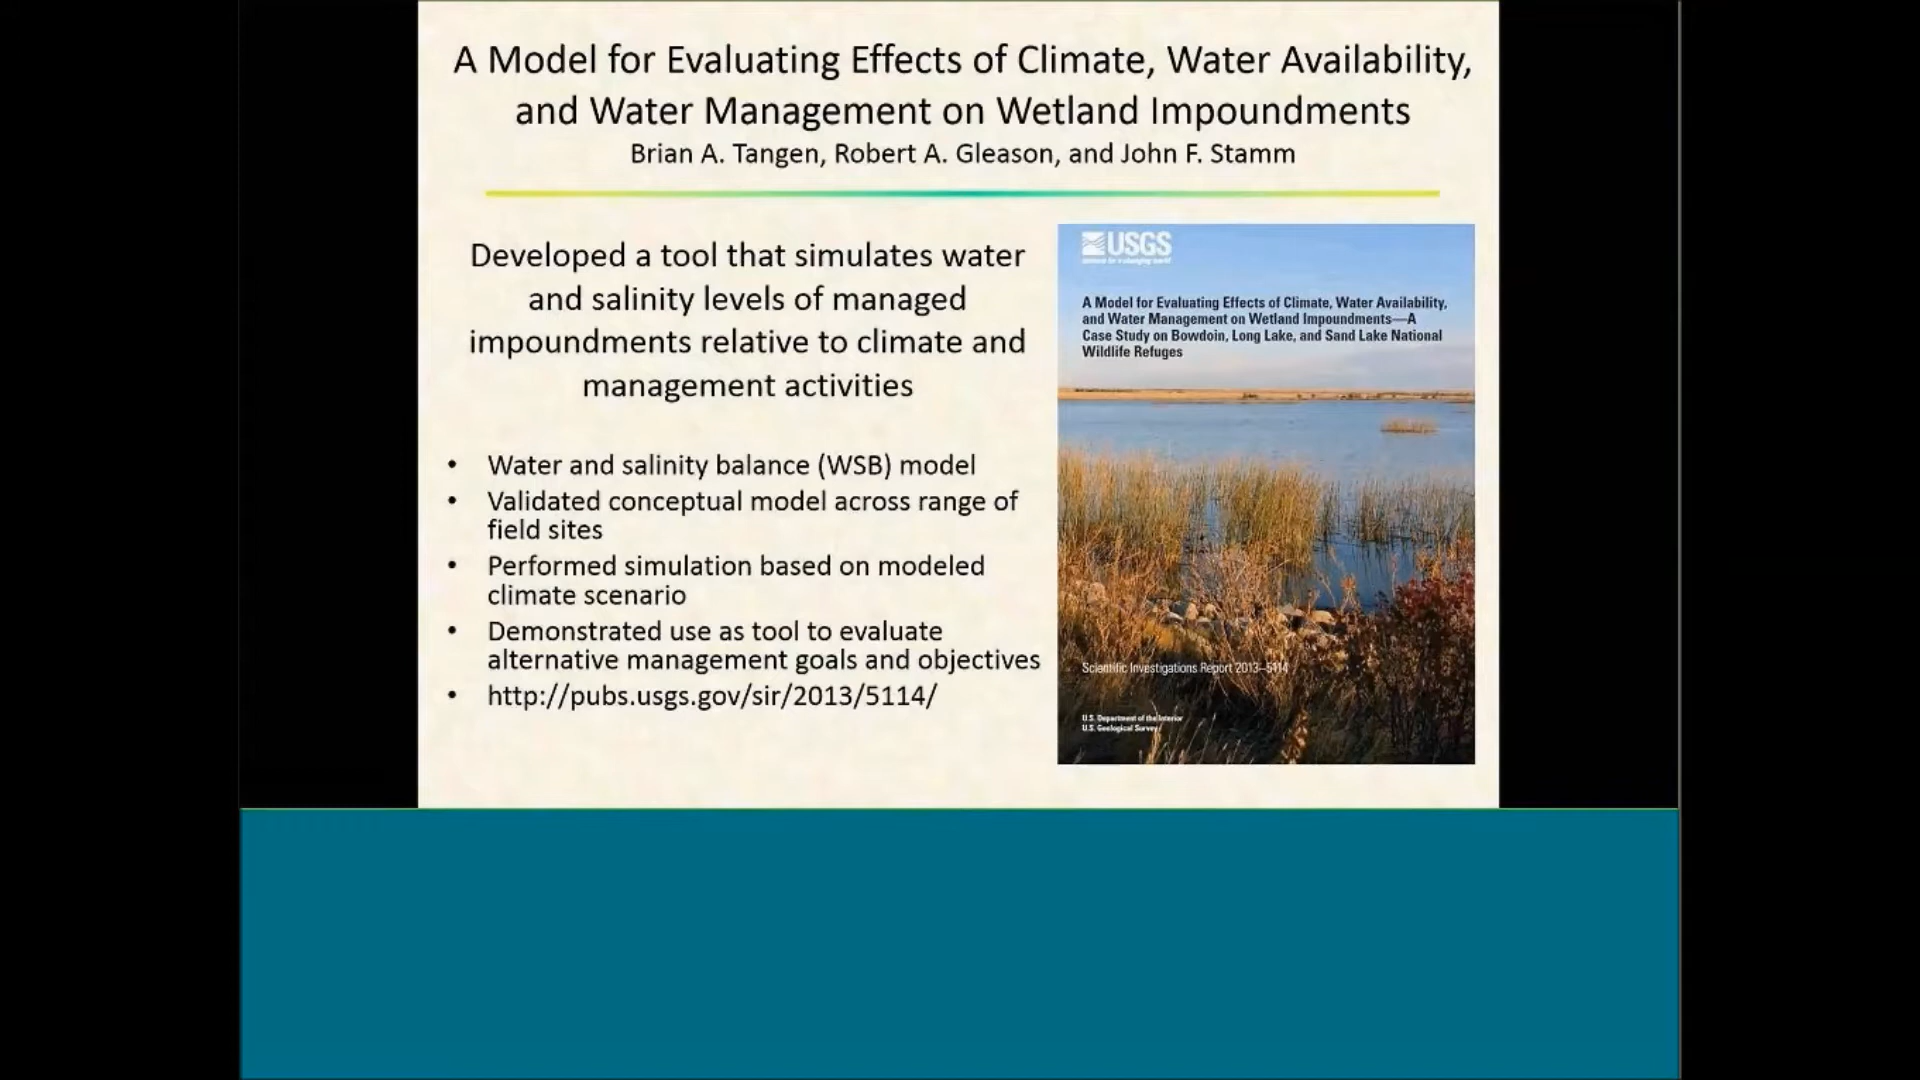 A Model for Evaluating Effects of Climate, Water Availability,
and Water Management on Wetland Impoundments
Brian A. Tangen, Robert A. Gleason, and John F. Stamm
Developed a tool that simulates water
and salinity levels of managed
impoundments relative to climate and
management activities
• Water and salinity balance (WSB) model
• Validated conceptual model across range of
field sites
• Performed simulation based on modeled
climate scenario
• Demonstrated use as tool to evaluate
alternative management goals and objectives
• http://pubs.usgs.gov/sir/2013/5114/
USGS
science for a changing world
A Model for Evaluating Effects of Climate, Water Availability,
and Water Management on Wetland Impoundments—A
Case Study on Bowdoin, Long Lake, and Sand Lake National
Wildlife Refuges
Scientific Investigations Report 2013–5114
U.S. Department of the Interior
U.S. Geological Survey